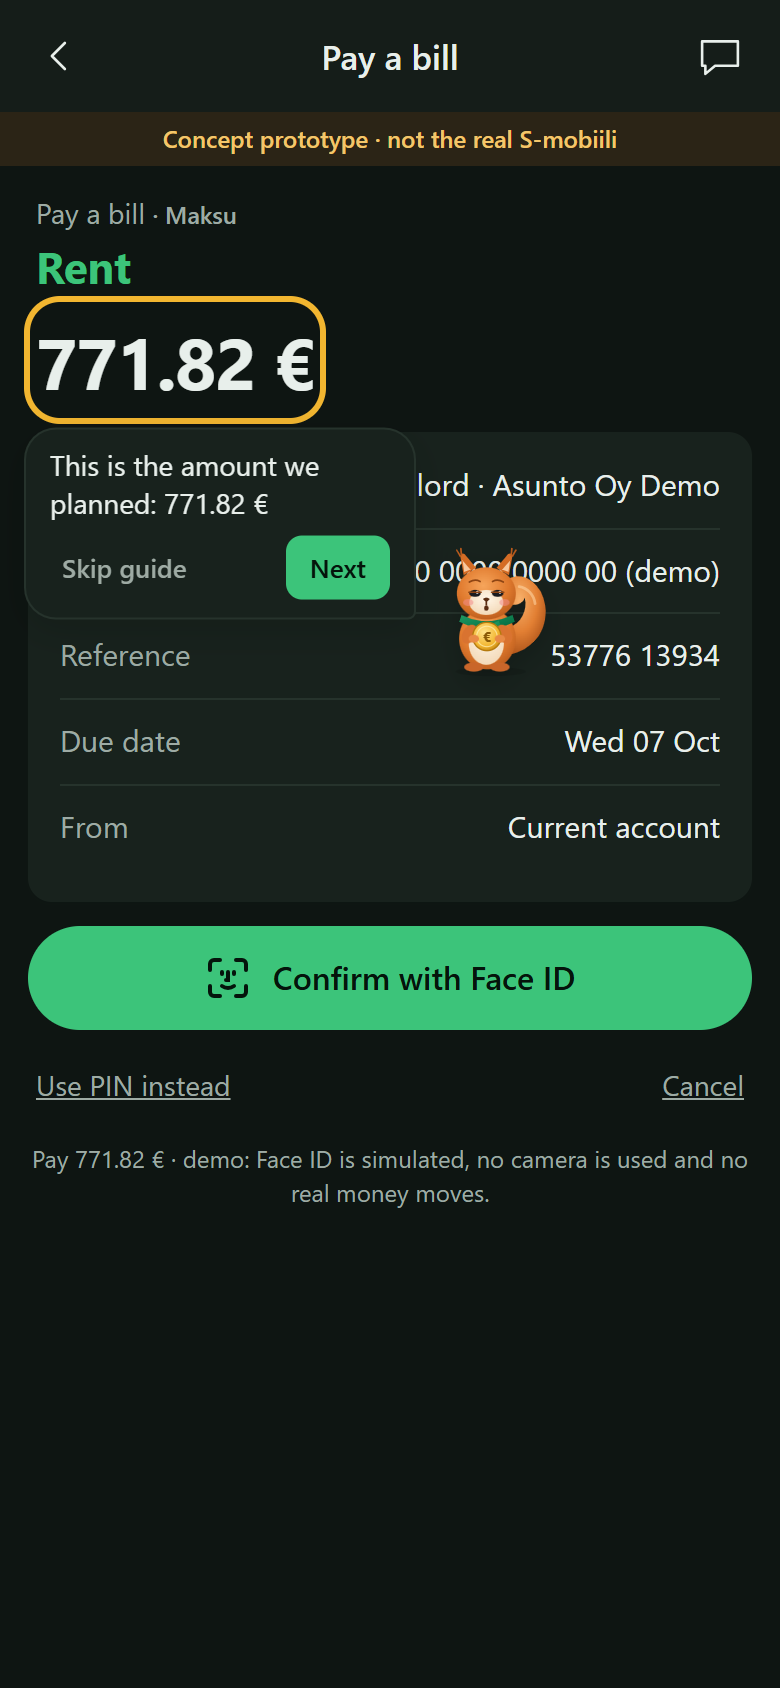 Pay a bill
Concept prototype · not the real S-mobiili
Pay a bill · Maksu
Rent
771.82 €
This is the amount we
planned: 771.82 €
Skip guide
Next
lord · Asunto Oy Demo
0000 00 (demo)
Reference
53776 13934
Due date
Wed 07 Oct
From
Current account
Confirm with Face ID
Use PIN instead
Cancel
Pay 771.82 € · demo: Face ID is simulated, no camera is used and no
real money moves.